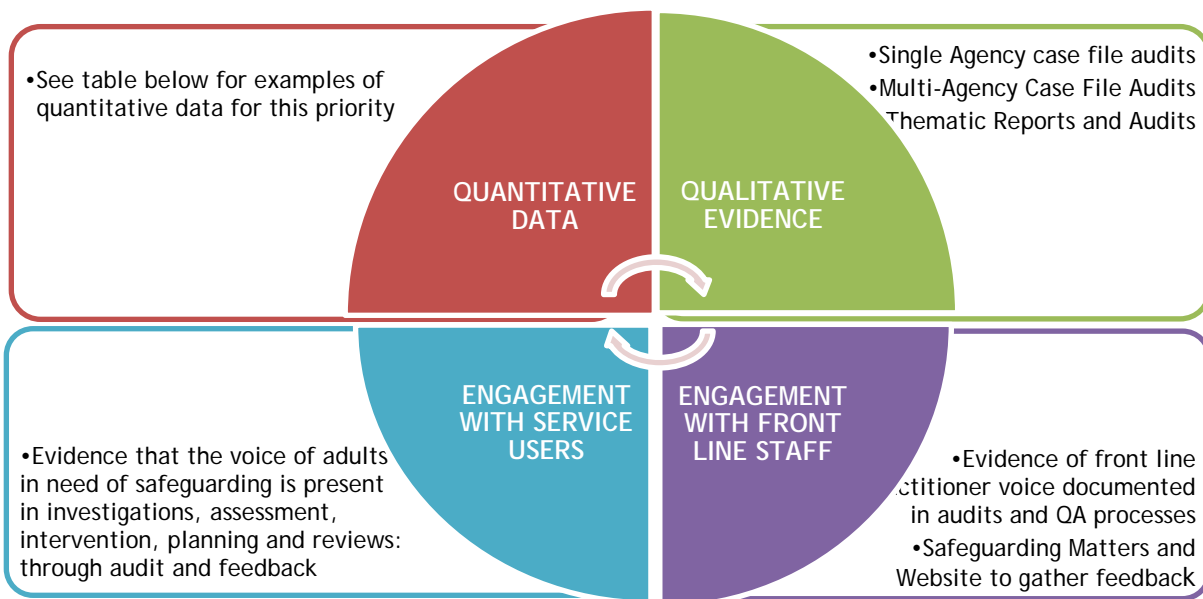 •See table below for examples of
quantitative data for this priority
•Single Agency case file audits
•Multi-Agency Case File Audits
Thematic Reports and Audits
QUANTITATIVE
DATA
QUALITATIVE
EVIDENCE
ENGAGEMENT
WITH SERVICE
USERS
ENGAGEMENT
WITH FRONT
LINE STAFF
•Evidence that the voice of adults
in need of safeguarding is present
in investigations, assessment,
intervention, planning and reviews:
through audit and feedback
•Evidence of front line
ctitioner voice documented
in audits and QA processes
•Safeguarding Matters and
Website to gather feedback